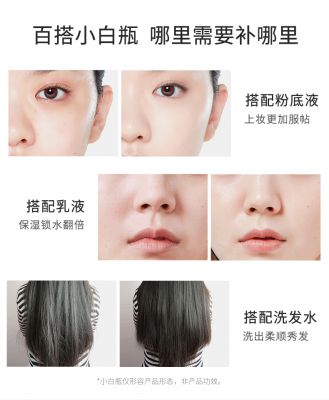 百搭小白瓶 哪里需要补哪里
搭配粉底液
上妆更加服帖
搭配乳液
保湿锁水翻倍
搭配洗发水
洗出柔顺秀发
*小白瓶仅形容产品形态，非产品功效。